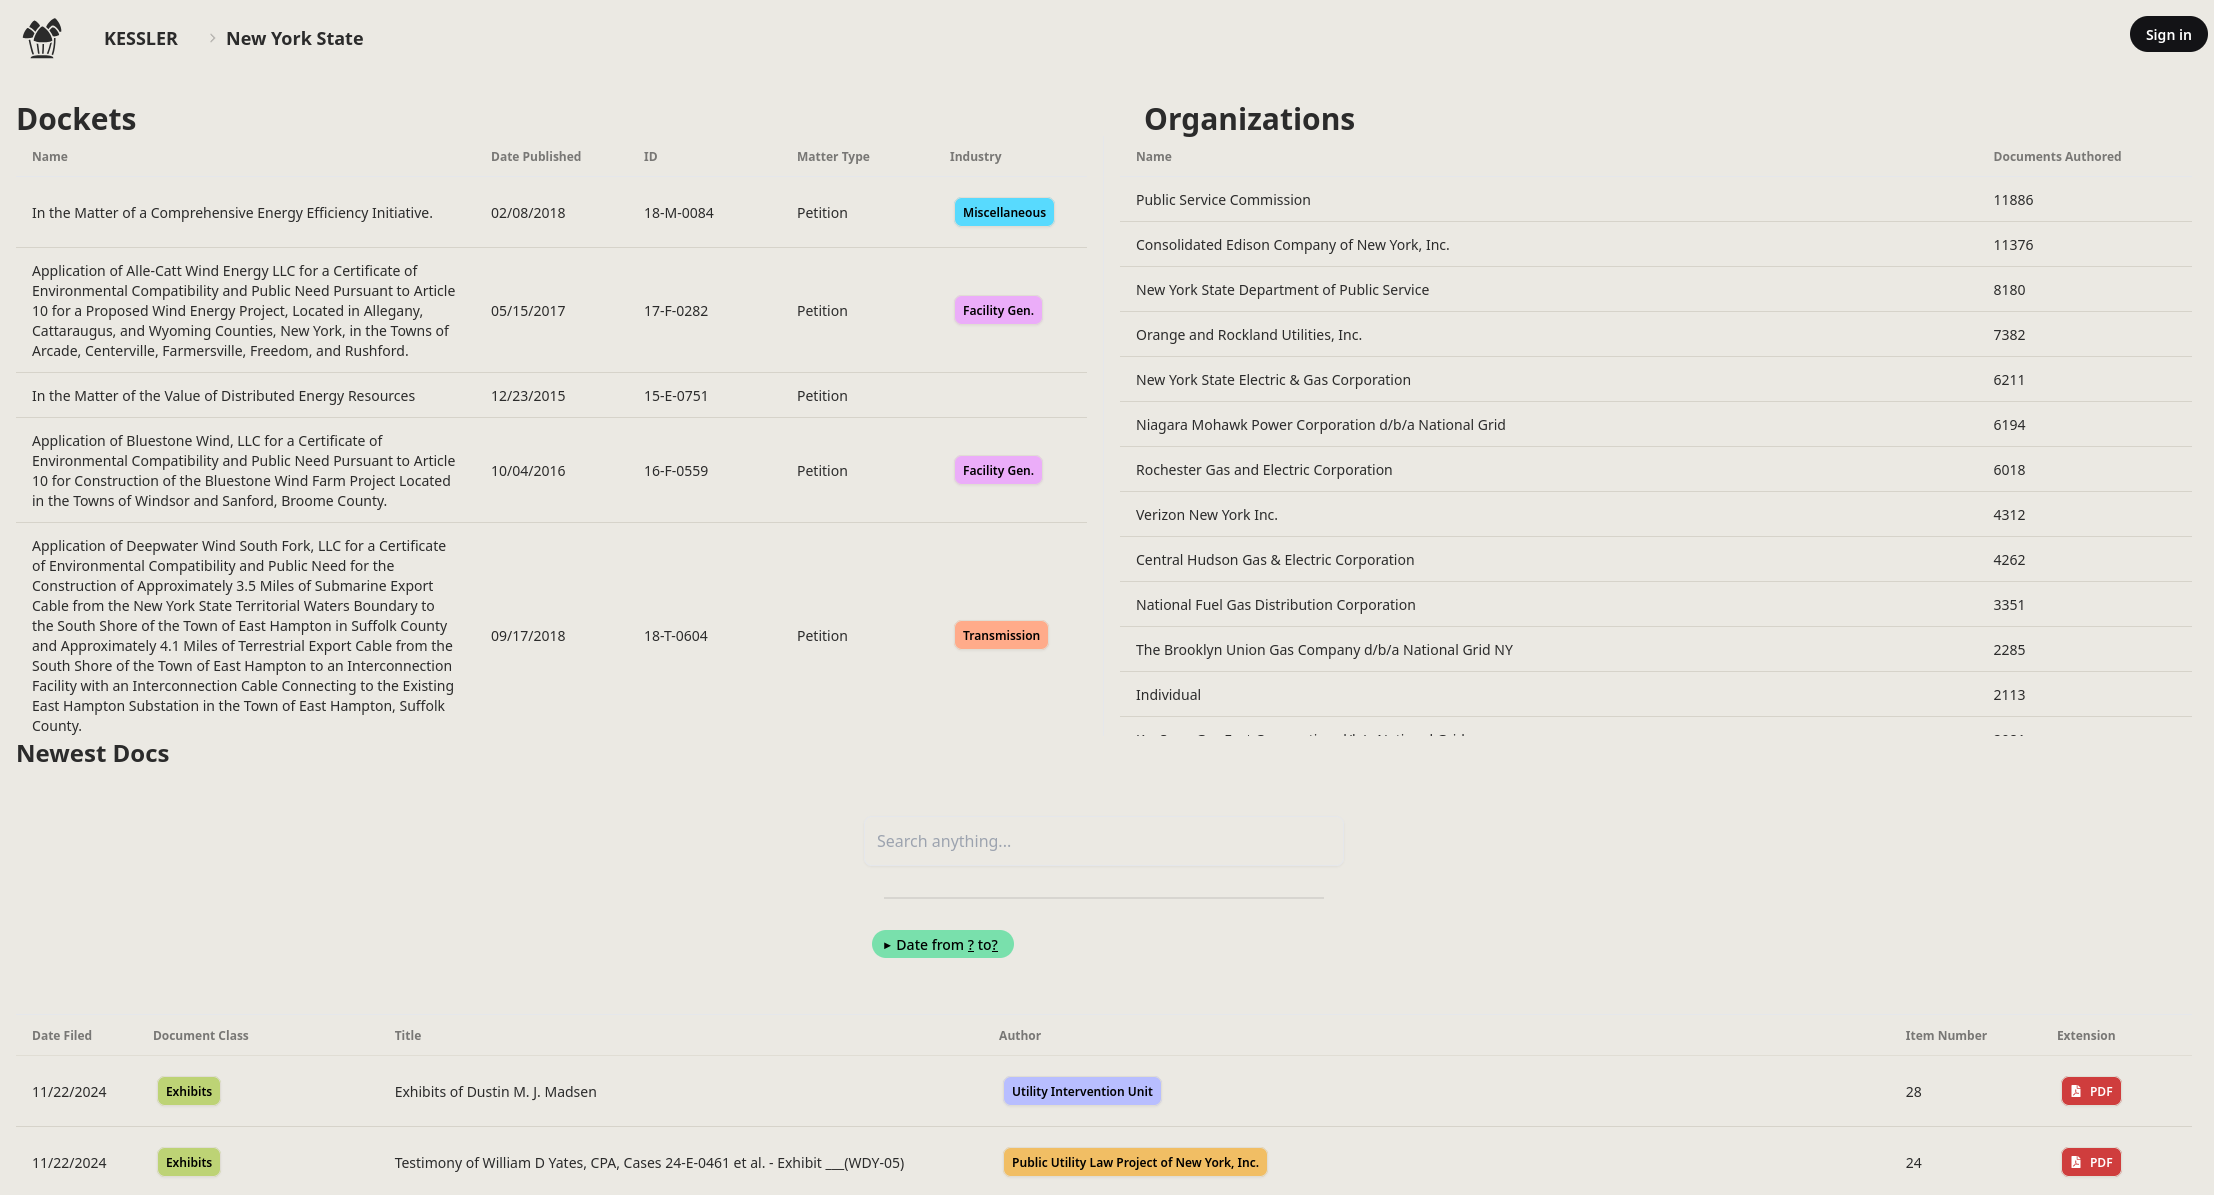 KESSLER > New York State
Sign in
Dockets
Name Date Published ID Matter Type Industry
In the Matter of a Comprehensive Energy Efficiency Initiative. 02/08/2018 18-M-0084 Petition Miscellaneous
Application of Alle-Catt Wind Energy LLC for a Certificate of
Environmental Compatibility and Public Need Pursuant to Article
10 for a Proposed Wind Energy Project, Located in Allegany,
Cattaraugus, and Wyoming Counties, New York, in the Towns of
Arcade, Centerville, Farmersville, Freedom, and Rushford.
05/15/2017 17-F-0282 Petition Facility Gen.
In the Matter of the Value of Distributed Energy Resources 12/23/2015 15-E-0751 Petition
Application of Bluestone Wind, LLC for a Certificate of
Environmental Compatibility and Public Need Pursuant to Article
10 for Construction of the Bluestone Wind Farm Project Located
in the Towns of Windsor and Sanford, Broome County.
10/04/2016 16-F-0559 Petition Facility Gen.
Application of Deepwater Wind South Fork, LLC for a Certificate
of Environmental Compatibility and Public Need for the
Construction of Approximately 3.5 Miles of Submarine Export
Cable from the New York State Territorial Waters Boundary to
the South Shore of the Town of East Hampton in Suffolk County
and Approximately 4.1 Miles of Terrestrial Export Cable from the
South Shore of the Town of East Hampton to an Interconnection
Facility with an Interconnection Cable Connecting to the Existing
East Hampton Substation in the Town of East Hampton, Suffolk
County.
09/17/2018 18-T-0604 Petition Transmission
Organizations
Name Documents Authored
Public Service Commission 11886
Consolidated Edison Company of New York, Inc. 11376
New York State Department of Public Service 8180
Orange and Rockland Utilities, Inc. 7382
New York State Electric & Gas Corporation 6211
Niagara Mohawk Power Corporation d/b/a National Grid 6194
Rochester Gas and Electric Corporation 6018
Verizon New York Inc. 4312
Central Hudson Gas & Electric Corporation 4262
National Fuel Gas Distribution Corporation 3351
The Brooklyn Union Gas Company d/b/a National Grid NY 2285
Individual 2113
Newest Docs
Search anything...
▸ Date from ? to?
Date Filed Document Class Title Author Item Number Extension
11/22/2024 Exhibits Exhibits of Dustin M. J. Madsen Utility Intervention Unit 28 PDF
11/22/2024 Exhibits Testimony of William D Yates, CPA, Cases 24-E-0461 et al. - Exhibit ___(WDY-05) Public Utility Law Project of New York, Inc. 24 PDF